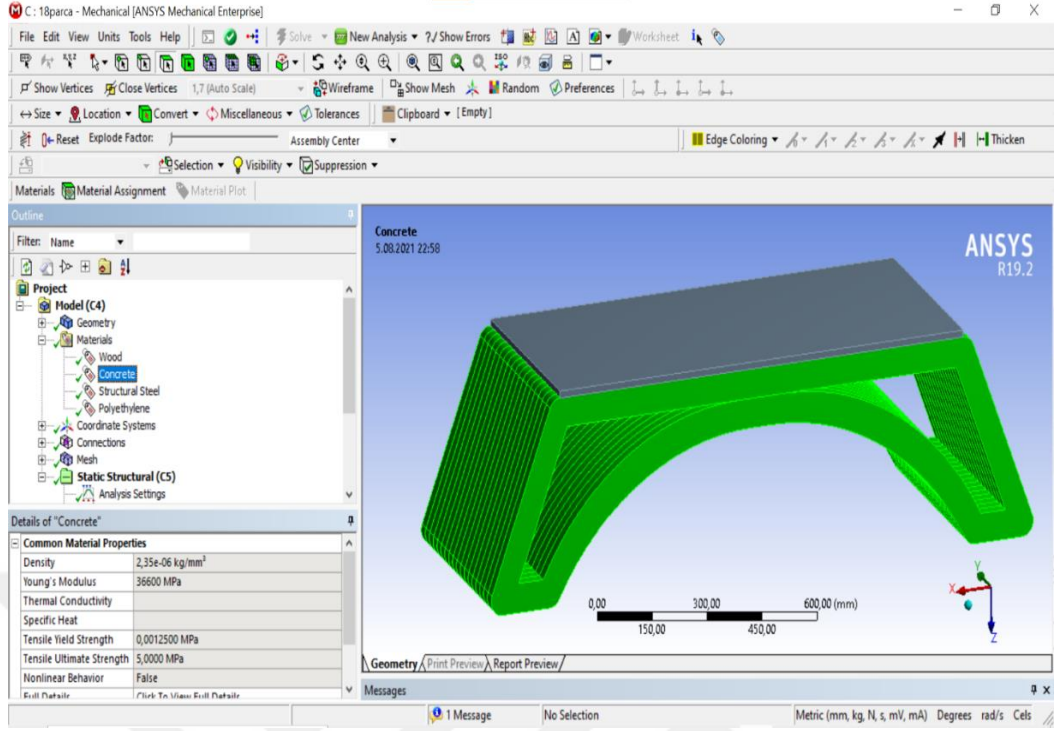 C : 18parca - Mechanical [ANSYS Mechanical Enterprise]
File Edit View Units Tools Help Solve New Analysis ?/ Show Errors A Worksheet
Show Vertices Close Vertices 1,7 (Auto Scale) Wireframe Show Mesh Random Preferences
Size Location Convert Miscellaneous Tolerances Clipboard [Empty]
Reset Explode Factor: Assembly Center Edge Coloring Thicken
Selection Visibility Suppression
Materials Material Assignment Material Plot
Outline
Filter: Name
Project
Model (C4)
Geometry
Materials
Wood
Concrete
Structural Steel
Polyethylene
Coordinate Systems
Connections
Mesh
Static Structural (C5)
Analysis Settings
Details of "Concrete"
Common Material Properties
Density 2,35e-06 kg/mm³
Young's Modulus 36600 MPa
Thermal Conductivity
Specific Heat
Tensile Yield Strength 0,0012500 MPa
Tensile Ultimate Strength 5,0000 MPa
Nonlinear Behavior False
Full Details Click To View Full Details
Concrete
5.08.2021 22:58
ANSYS
R19.2
0,00 300,00 600,00 (mm)
150,00 450,00
Y
X
Z
Geometry Print Preview Report Preview
Messages
1 Message No Selection Metric (mm, kg, N, s, mV, mA) Degrees rad/s Cels